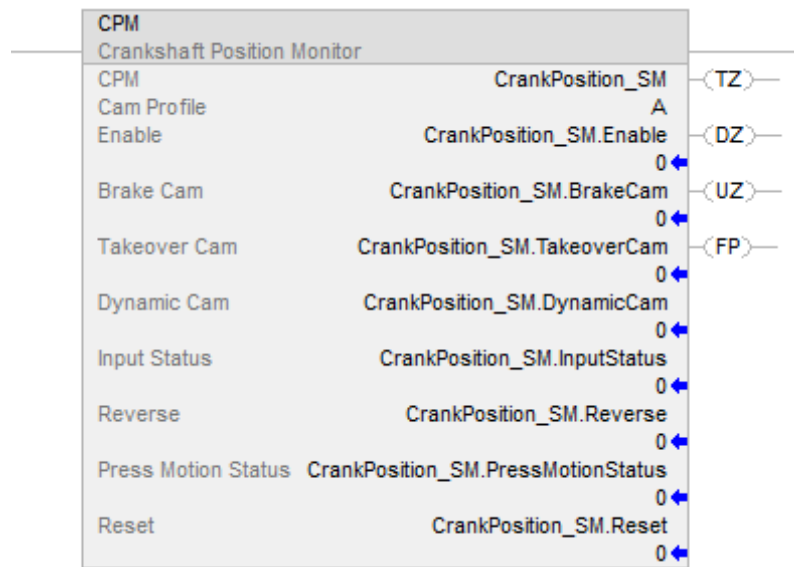 CPM
Crankshaft Position Monitor
CPM CrankPosition_SM (TZ)
Cam Profile A
Enable CrankPosition_SM.Enable (DZ)
0
Brake Cam CrankPosition_SM.BrakeCam (UZ)
0
Takeover Cam CrankPosition_SM.TakeoverCam (FP)
0
Dynamic Cam CrankPosition_SM.DynamicCam
0
Input Status CrankPosition_SM.InputStatus
0
Reverse CrankPosition_SM.Reverse
0
Press Motion Status CrankPosition_SM.PressMotionStatus
0
Reset CrankPosition_SM.Reset
0